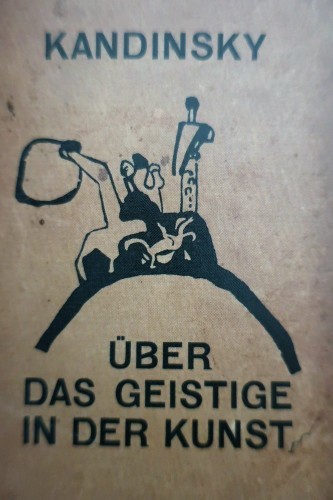 KANDINSKY
ÜBER
DAS GEISTIGE
IN DER KUNST